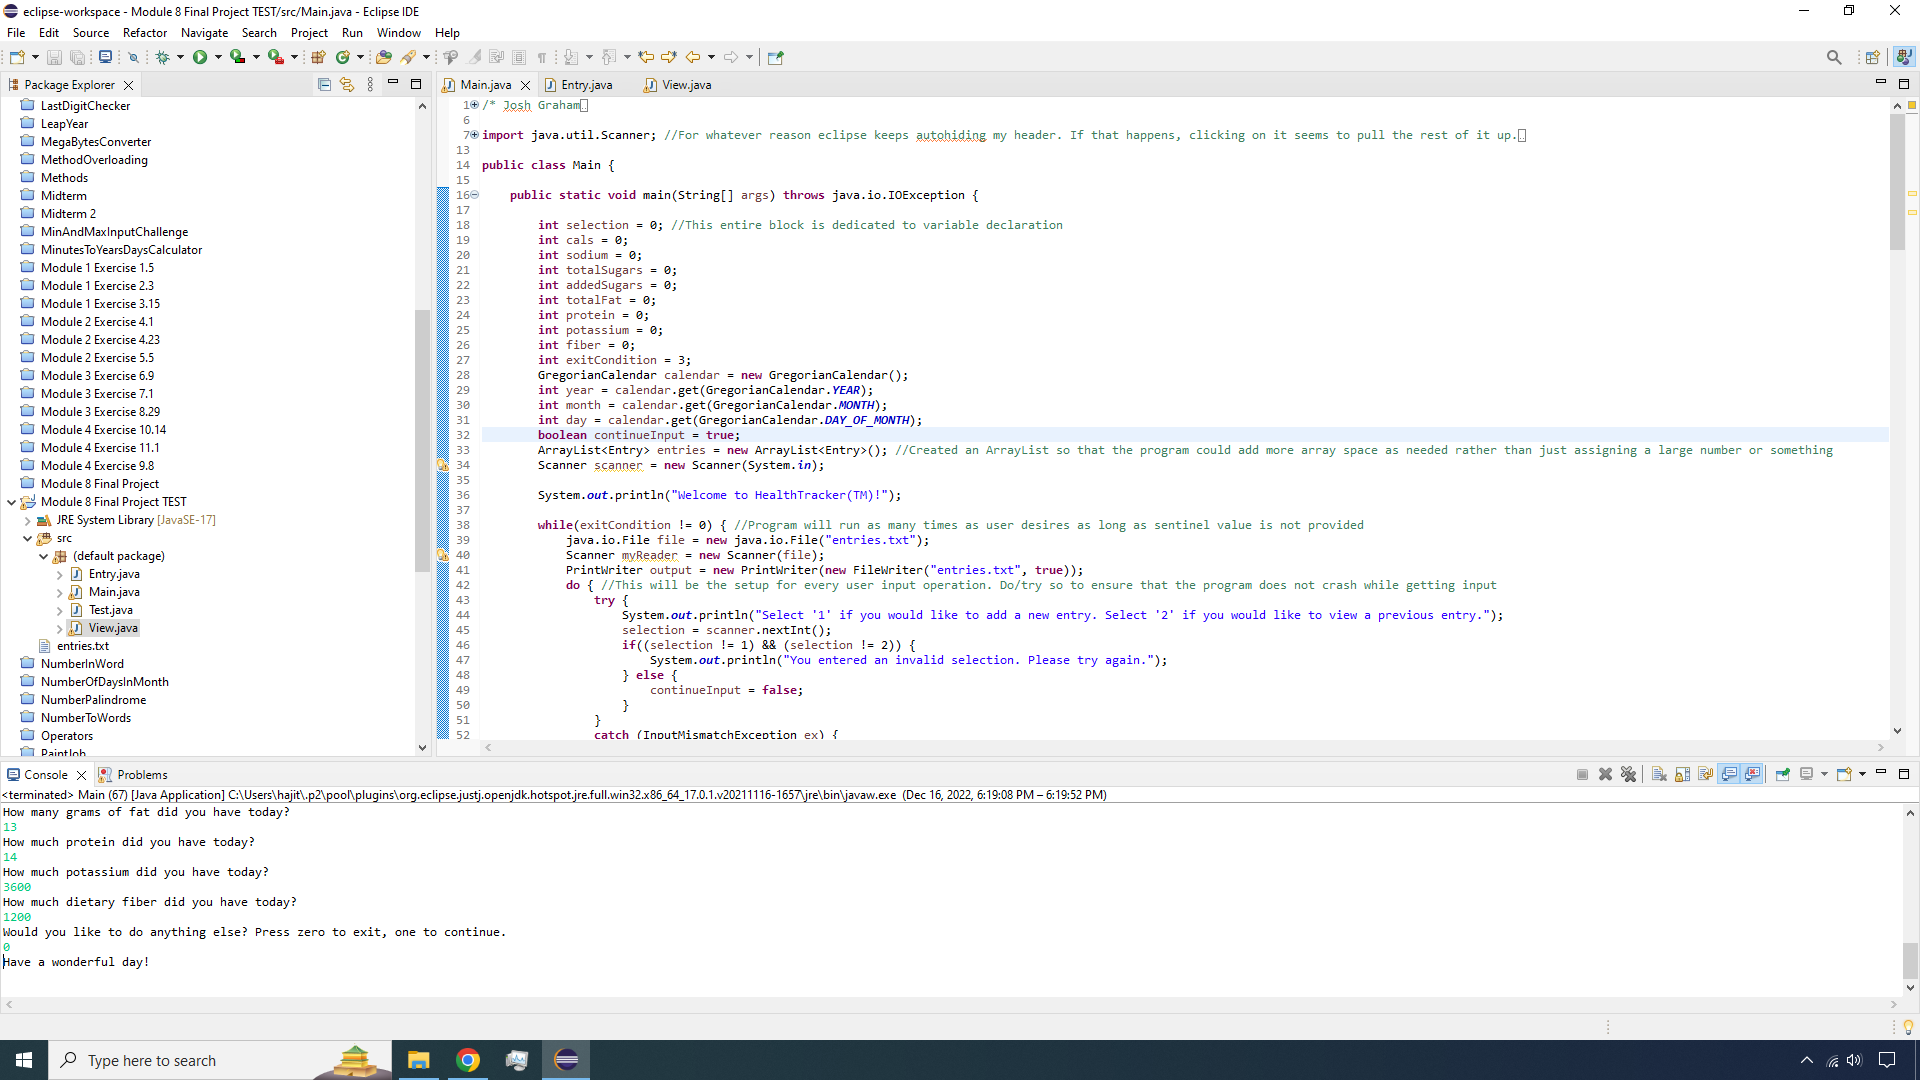 eclipse-workspace - Module 8 Final Project TEST/src/Main.java - Eclipse IDE
File Edit Source Refactor Navigate Search Project Run Window Help
Package Explorer
Main.java Entry.java View.java
LastDigitChecker
LeapYear
MegaBytesConverter
MethodOverloading
Methods
Midterm
Midterm 2
MinAndMaxInputChallenge
MinutesToYearsDaysCalculator
Module 1 Exercise 1.5
Module 1 Exercise 2.3
Module 1 Exercise 3.15
Module 2 Exercise 4.1
Module 2 Exercise 4.23
Module 2 Exercise 5.5
Module 3 Exercise 6.9
Module 3 Exercise 7.1
Module 3 Exercise 8.29
Module 4 Exercise 10.14
Module 4 Exercise 11.1
Module 4 Exercise 9.8
Module 8 Final Project
Module 8 Final Project TEST
JRE System Library [JavaSE-17]
src
(default package)
Entry.java
Main.java
Test.java
View.java
entries.txt
NumberInWord
NumberOfDaysInMonth
NumberPalindrome
NumberToWords
Operators
PaintJob
1 /* Josh Graham
6
7 import java.util.Scanner; //For whatever reason eclipse keeps autohiding my header. If that happens, clicking on it seems to pull the rest of it up.
13
14 public class Main {
15
16 public static void main(String[] args) throws java.io.IOException {
17
18 int selection = 0; //This entire block is dedicated to variable declaration
19 int cals = 0;
20 int sodium = 0;
21 int totalSugars = 0;
22 int addedSugars = 0;
23 int totalFat = 0;
24 int protein = 0;
25 int potassium = 0;
26 int fiber = 0;
27 int exitCondition = 3;
28 GregorianCalendar calendar = new GregorianCalendar();
29 int year = calendar.get(GregorianCalendar.YEAR);
30 int month = calendar.get(GregorianCalendar.MONTH);
31 int day = calendar.get(GregorianCalendar.DAY_OF_MONTH);
32 boolean continueInput = true;
33 ArrayList<Entry> entries = new ArrayList<Entry>(); //Created an ArrayList so that the program could add more array space as needed rather than just assigning a large number or something
34 Scanner scanner = new Scanner(System.in);
35
36 System.out.println("Welcome to HealthTracker(TM)!");
37
38 while(exitCondition != 0) { //Program will run as many times as user desires as long as sentinel value is not provided
39 java.io.File file = new java.io.File("entries.txt");
40 Scanner myReader = new Scanner(file);
41 PrintWriter output = new PrintWriter(new FileWriter("entries.txt", true));
42 do { //This will be the setup for every user input operation. Do/try so to ensure that the program does not crash while getting input
43 try {
44 System.out.println("Select '1' if you would like to add a new entry. Select '2' if you would like to view a previous entry.");
45 selection = scanner.nextInt();
46 if((selection != 1) && (selection != 2)) {
47 System.out.println("You entered an invalid selection. Please try again.");
48 } else {
49 continueInput = false;
50 }
51 }
52 catch (InputMismatchException ex) {
Console Problems
<terminated> Main (67) [Java Application] C:\Users\hajit\.p2\pool\plugins\org.eclipse.justj.openjdk.hotspot.jre.full.win32.x86_64_17.0.1.v20211116-1657\jre\bin\javaw.exe (Dec 16, 2022, 6:19:08 PM – 6:19:52 PM)
How many grams of fat did you have today?
13
How much protein did you have today?
14
How much potassium did you have today?
3600
How much dietary fiber did you have today?
1200
Would you like to do anything else? Press zero to exit, one to continue.
0
Have a wonderful day!
Type here to search